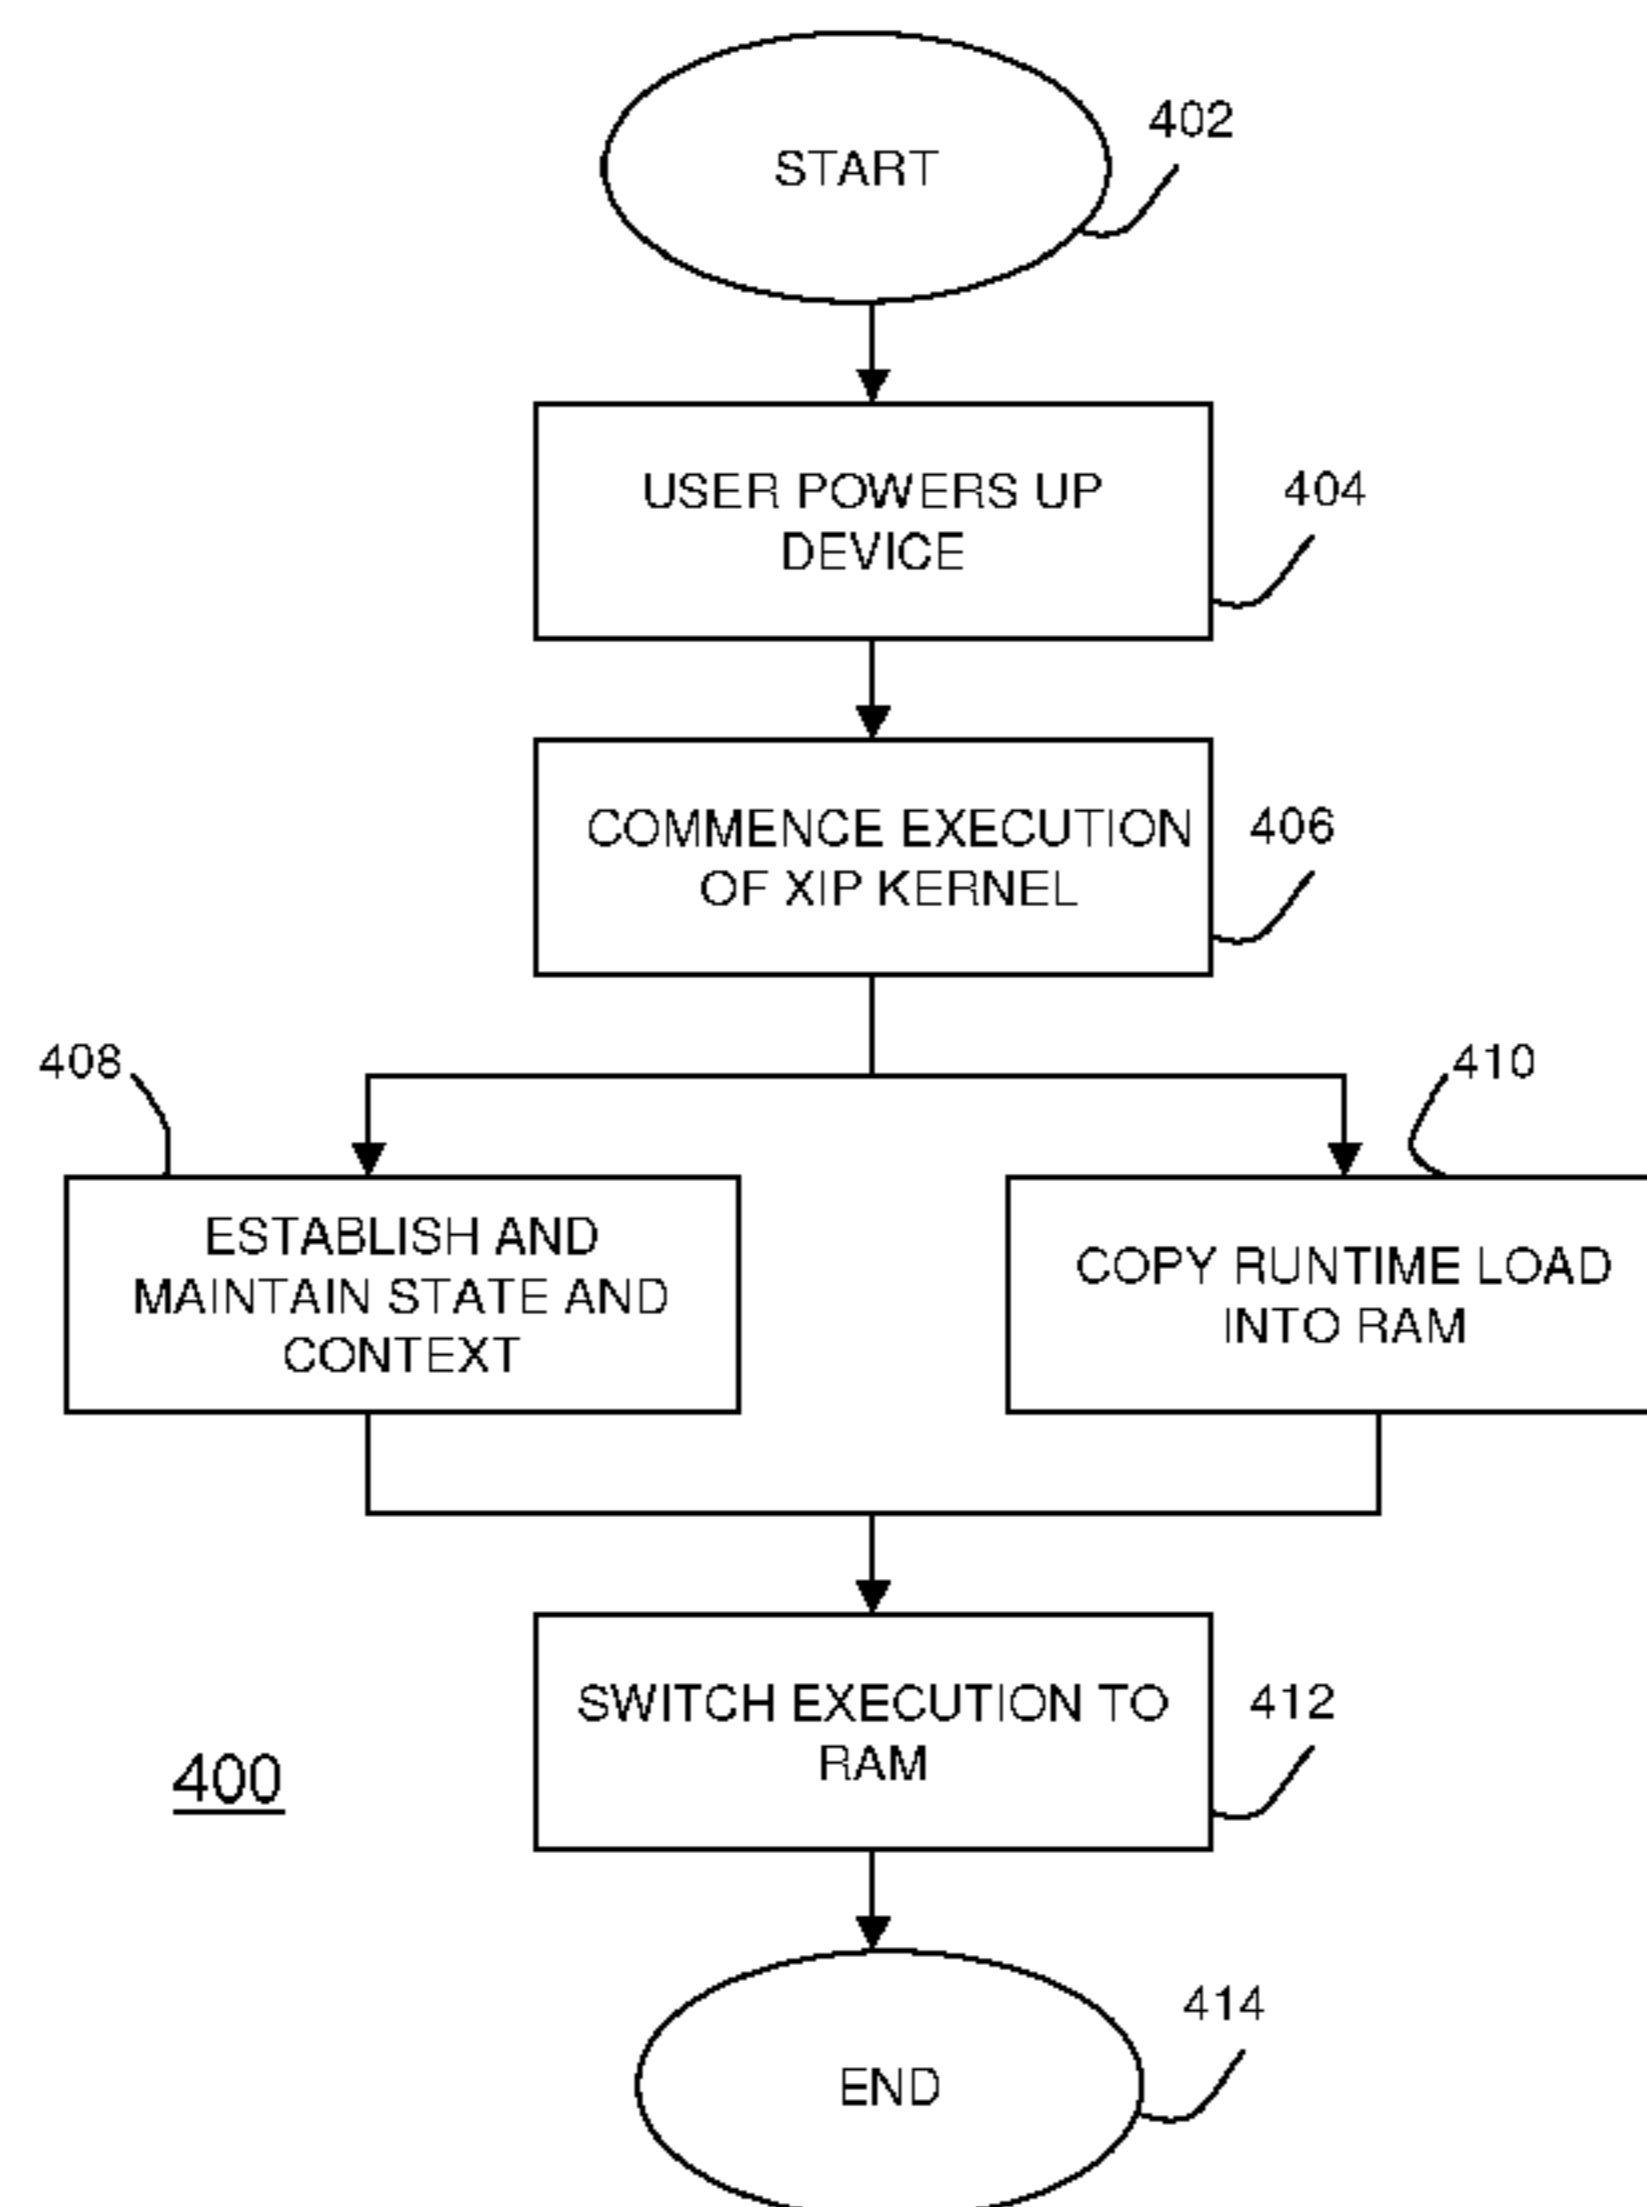 START
402
USER POWERS UP
DEVICE
404
COMMENCE EXECUTION
OF XIP KERNEL
406
408
410
ESTABLISH AND
MAINTAIN STATE AND
CONTEXT
COPY RUNTIME LOAD
INTO RAM
SWITCH EXECUTION TO
RAM
412
400
END
414